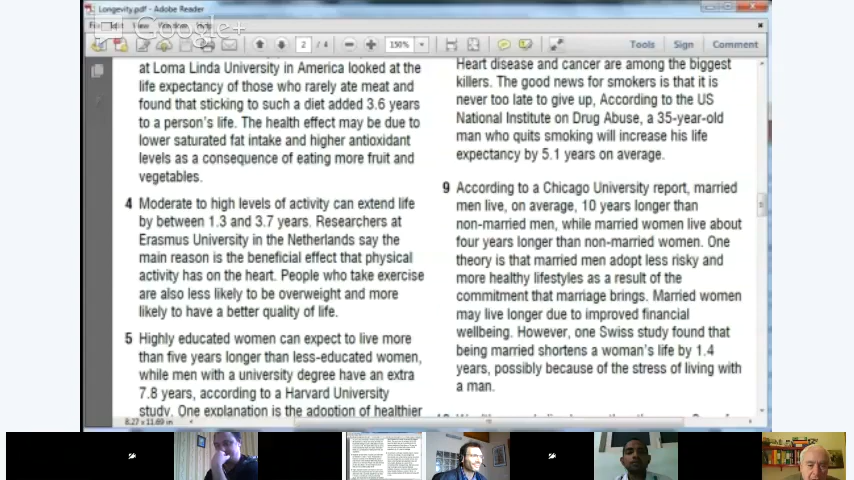 Longevity.pdf - Adobe Reader
Google+
File Edit View Window Help
2 / 4
150%
Tools Sign Comment
at Loma Linda University in America looked at the
life expectancy of those who rarely ate meat and
found that sticking to such a diet added 3.6 years
to a person's life. The health effect may be due to
lower saturated fat intake and higher antioxidant
levels as a consequence of eating more fruit and
vegetables.
4 Moderate to high levels of activity can extend life
by between 1.3 and 3.7 years. Researchers at
Erasmus University in the Netherlands say the
main reason is the beneficial effect that physical
activity has on the heart. People who take exercise
are also less likely to be overweight and more
likely to have a better quality of life.
5 Highly educated women can expect to live more
than five years longer than less-educated women,
while men with a university degree have an extra
7.8 years, according to a Harvard University
study. One explanation is the adoption of healthier
Heart disease and cancer are among the biggest
killers. The good news for smokers is that it is
never too late to give up, According to the US
National Institute on Drug Abuse, a 35-year-old
man who quits smoking will increase his life
expectancy by 5.1 years on average.
9 According to a Chicago University report, married
men live, on average, 10 years longer than
non-married men, while married women live about
four years longer than non-married women. One
theory is that married men adopt less risky and
more healthy lifestyles as a result of the
commitment that marriage brings. Married women
may live longer due to improved financial
wellbeing. However, one Swiss study found that
being married shortens a woman's life by 1.4
years, possibly because of the stress of living with
a man.
8.27 x 11.69 in